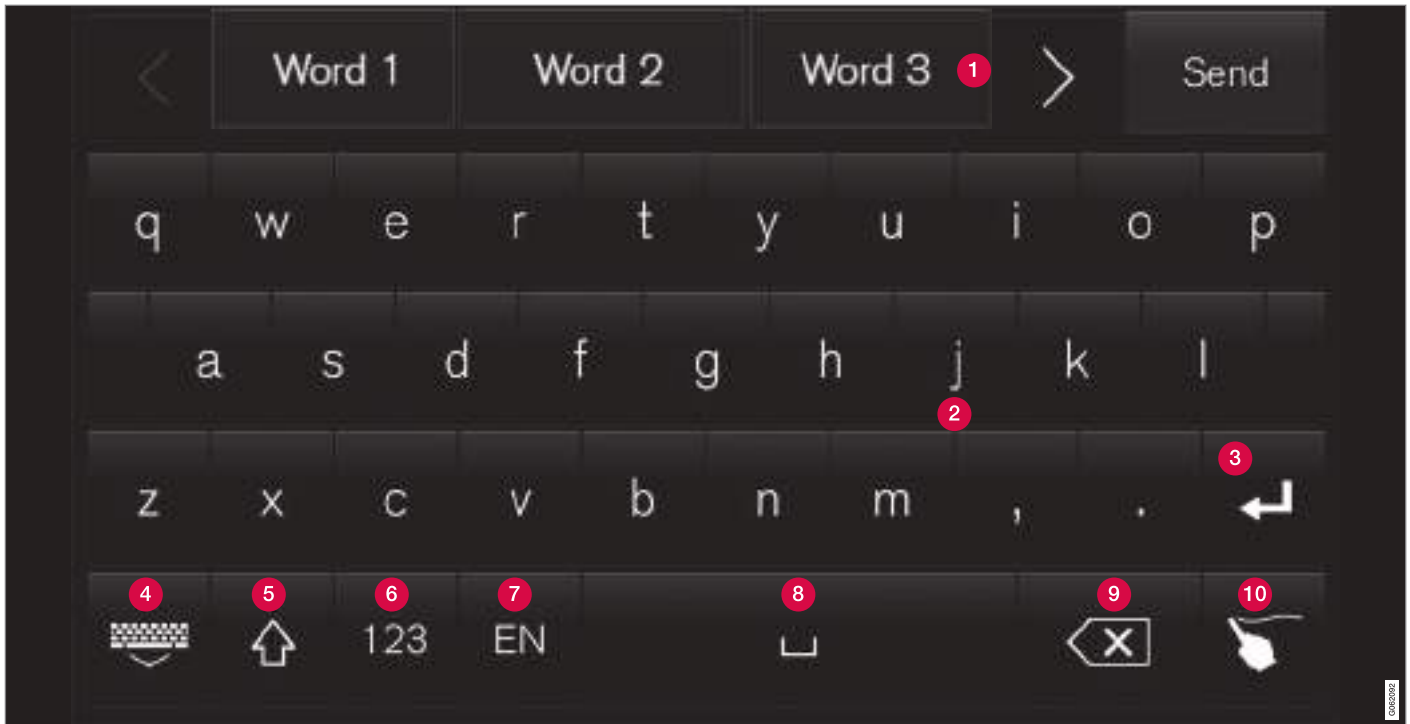 Word 1 Word 2 Word 3 1 Send
q w e r t y u i o p
a s d f g h j k l
2
3
z x c v b n m , .
4 5 6 7 8 9 10
123 EN
G062092